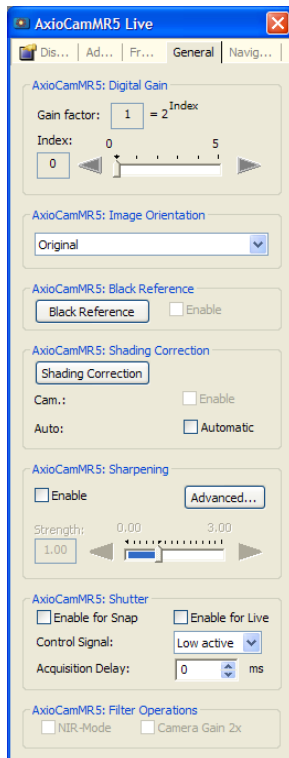 AxioCamMR5 Live
Dis... Ad... Fr... General Navig...
AxioCamMR5: Digital Gain
Gain factor: 1 = 2 Index
Index: 0 5
0
AxioCamMR5: Image Orientation
Original
AxioCamMR5: Black Reference
Black Reference Enable
AxioCamMR5: Shading Correction
Shading Correction
Cam.: Enable
Auto: Automatic
AxioCamMR5: Sharpening
Enable Advanced...
Strength: 0.00 3.00
1.00
AxioCamMR5: Shutter
Enable for Snap Enable for Live
Control Signal: Low active
Acquisition Delay: 0 ms
AxioCamMR5: Filter Operations
NIR-Mode Camera Gain 2x